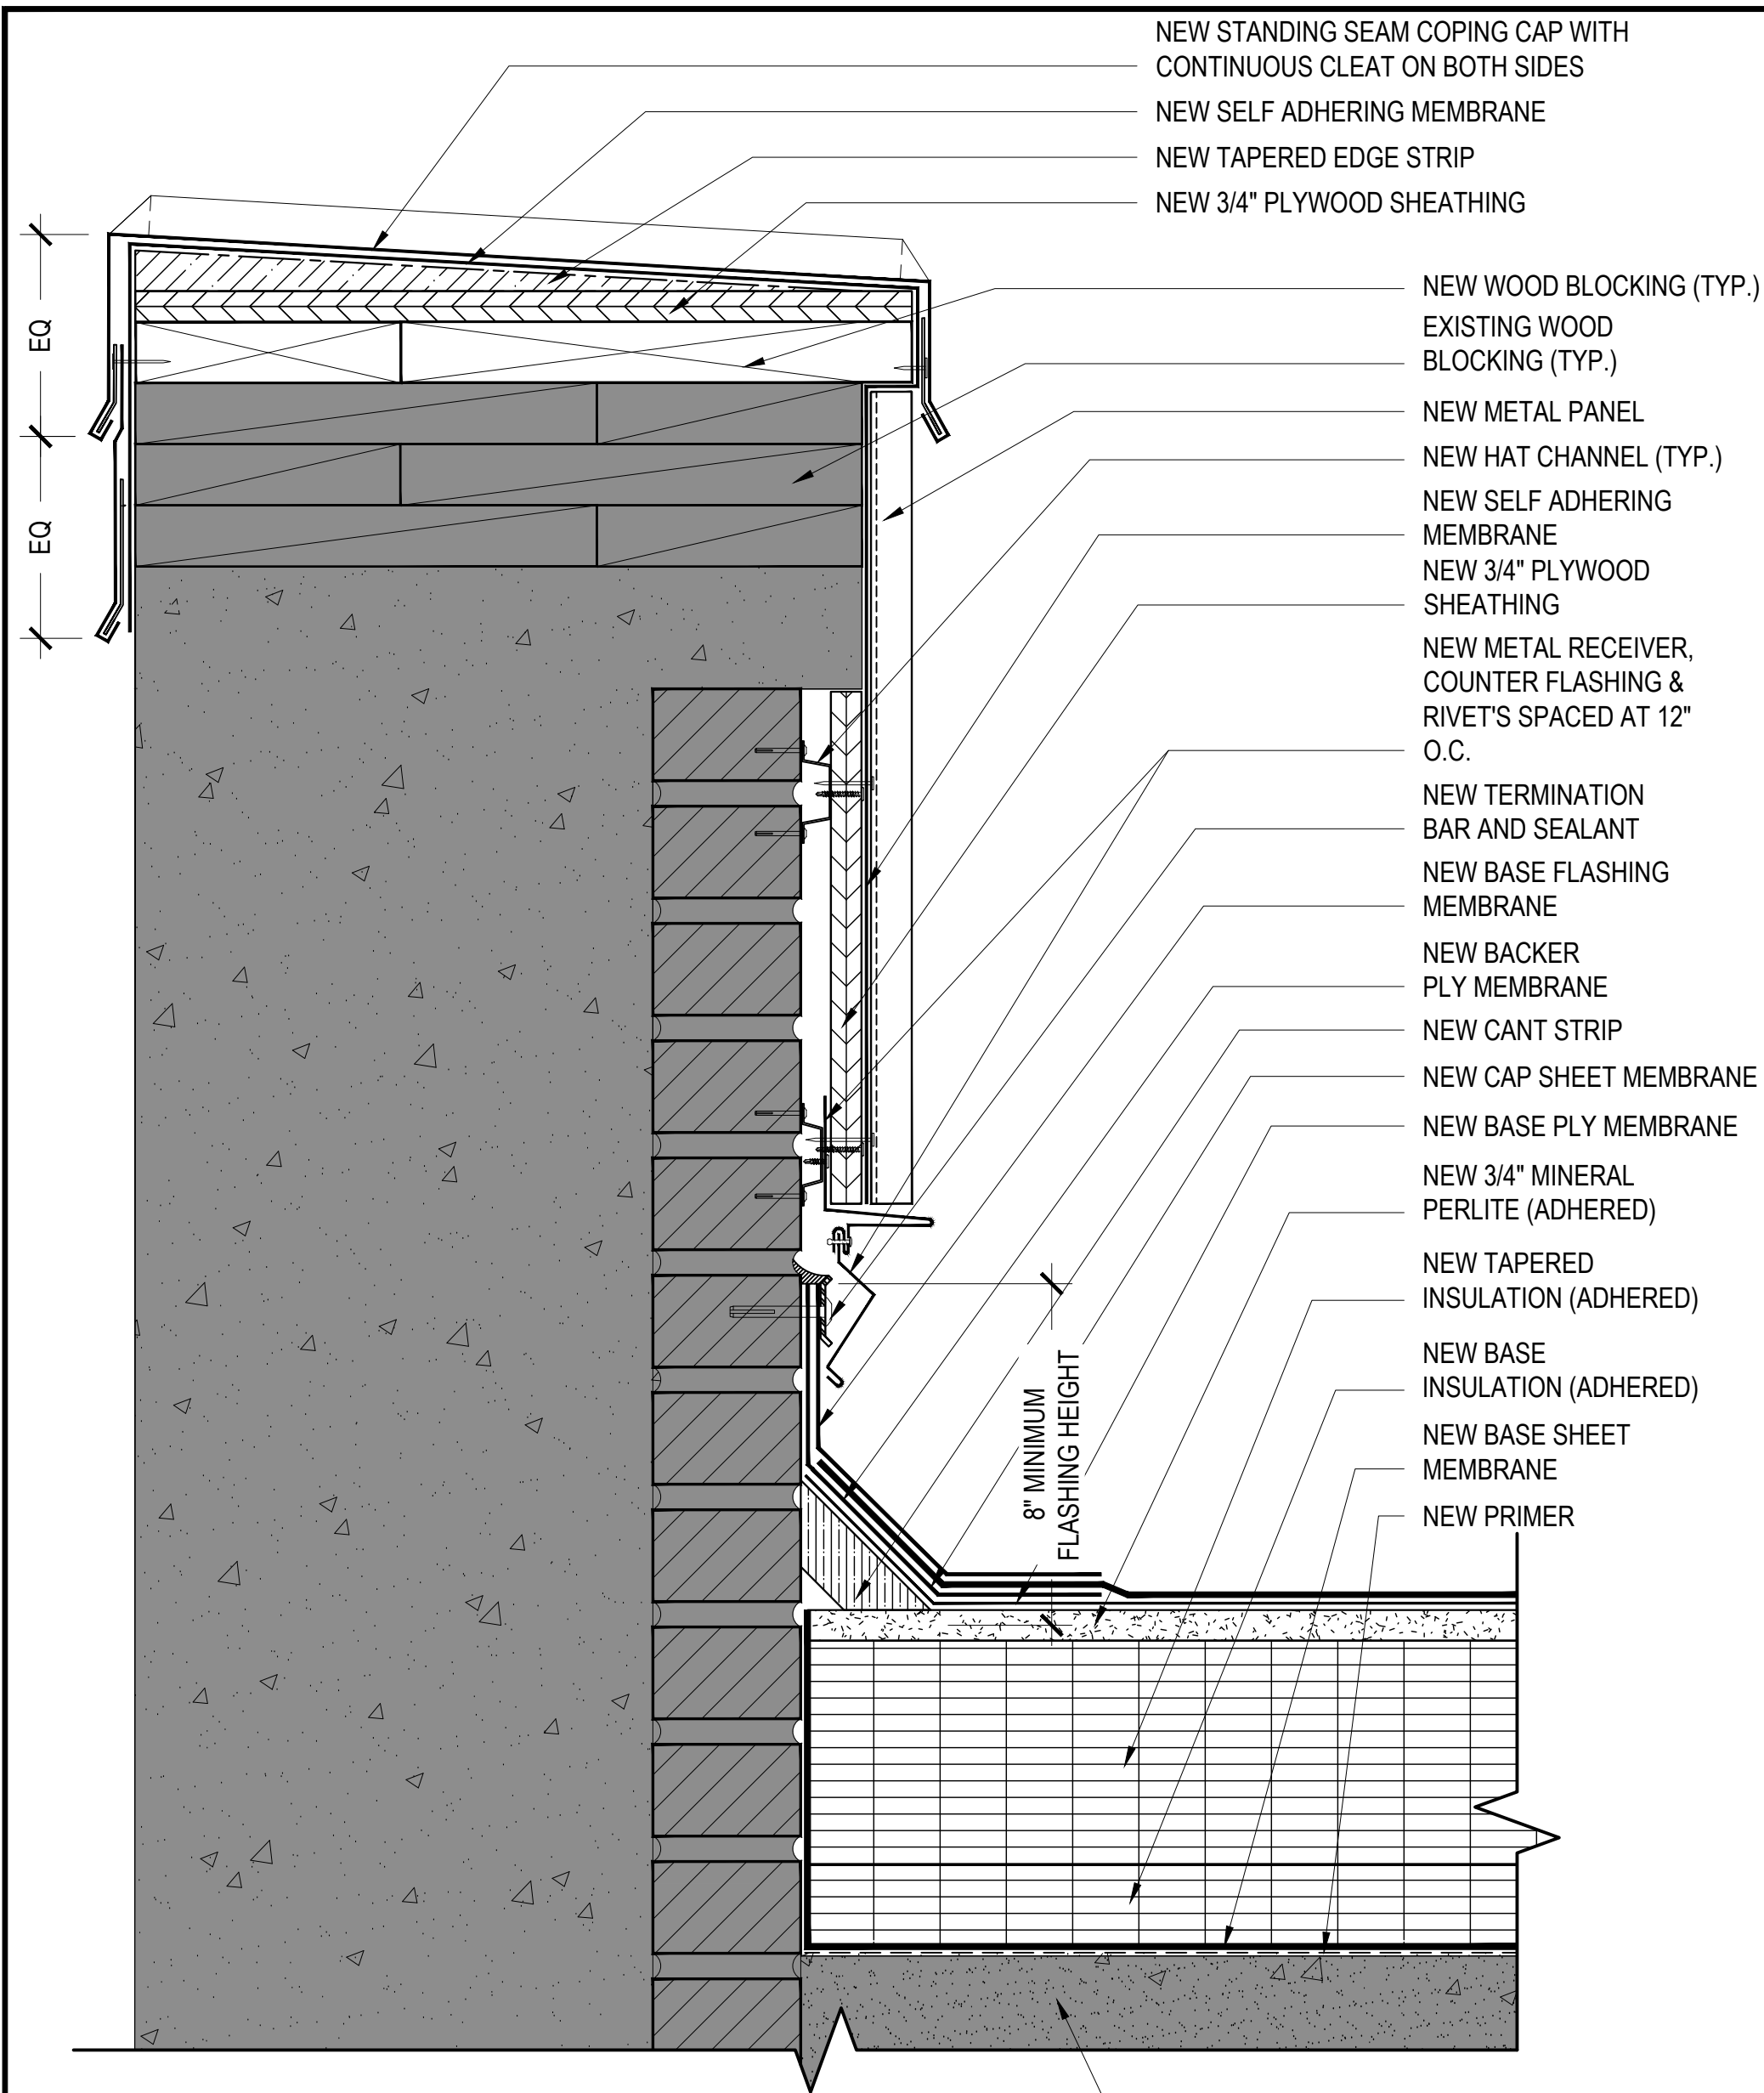 NEW STANDING SEAM COPING CAP WITH
CONTINUOUS CLEAT ON BOTH SIDES
NEW SELF ADHERING MEMBRANE
NEW TAPERED EDGE STRIP
NEW 3/4" PLYWOOD SHEATHING
NEW WOOD BLOCKING (TYP.)
EXISTING WOOD
BLOCKING (TYP.)
NEW METAL PANEL
NEW HAT CHANNEL (TYP.)
NEW SELF ADHERING
MEMBRANE
NEW 3/4" PLYWOOD
SHEATHING
NEW METAL RECEIVER,
COUNTER FLASHING &
RIVET'S SPACED AT 12"
O.C.
NEW TERMINATION
BAR AND SEALANT
NEW BASE FLASHING
MEMBRANE
NEW BACKER
PLY MEMBRANE
NEW CANT STRIP
NEW CAP SHEET MEMBRANE
NEW BASE PLY MEMBRANE
NEW 3/4" MINERAL
PERLITE (ADHERED)
NEW TAPERED
INSULATION (ADHERED)
NEW BASE
INSULATION (ADHERED)
NEW BASE SHEET
MEMBRANE
NEW PRIMER
EQ
EQ
8" MINIMUM
FLASHING HEIGHT